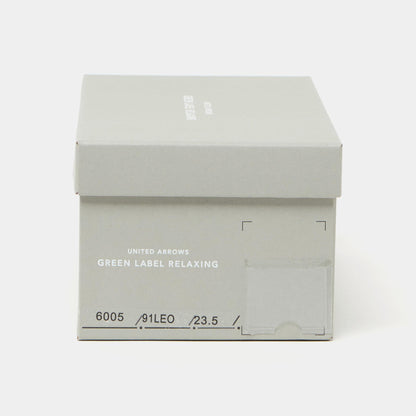 UNITED ARROWS
GREEN LABEL RELAXING
6005 /91LEO /23.5 /